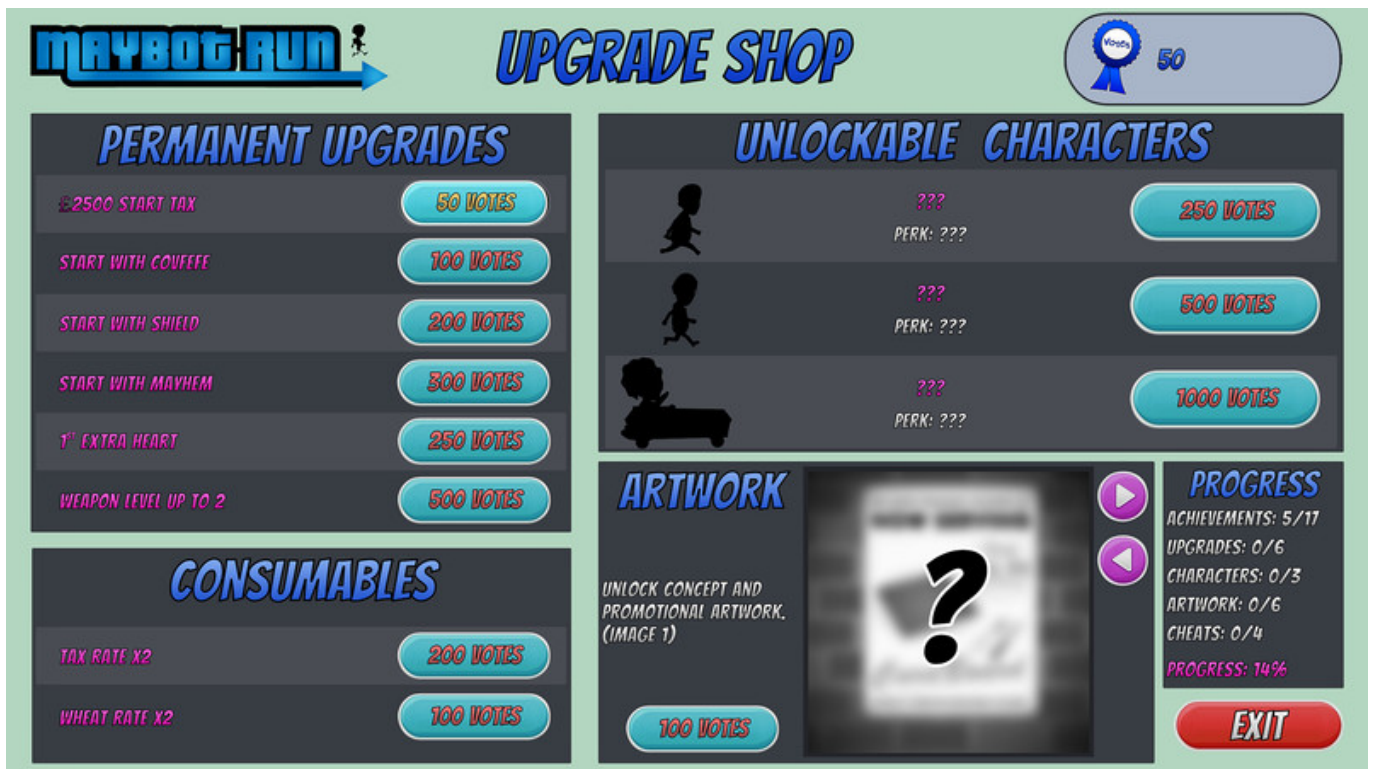 MAYBOT RUN
UPGRADE SHOP
VOTES
50
PERMANENT UPGRADES
£2500 START TAX
50 VOTES
START WITH COVFEFE
100 VOTES
START WITH SHIELD
200 VOTES
START WITH MAYHEM
300 VOTES
1ST EXTRA HEART
250 VOTES
WEAPON LEVEL UP TO 2
500 VOTES
CONSUMABLES
TAX RATE X2
200 VOTES
WHEAT RATE X2
100 VOTES
UNLOCKABLE CHARACTERS
???
PERK: ???
250 VOTES
???
PERK: ???
500 VOTES
???
PERK: ???
1000 VOTES
ARTWORK
UNLOCK CONCEPT AND
PROMOTIONAL ARTWORK.
(IMAGE 1)
100 VOTES
?
PROGRESS
ACHIEVEMENTS: 5/17
UPGRADES: 0/6
CHARACTERS: 0/3
ARTWORK: 0/6
CHEATS: 0/4
PROGRESS: 14%
EXIT